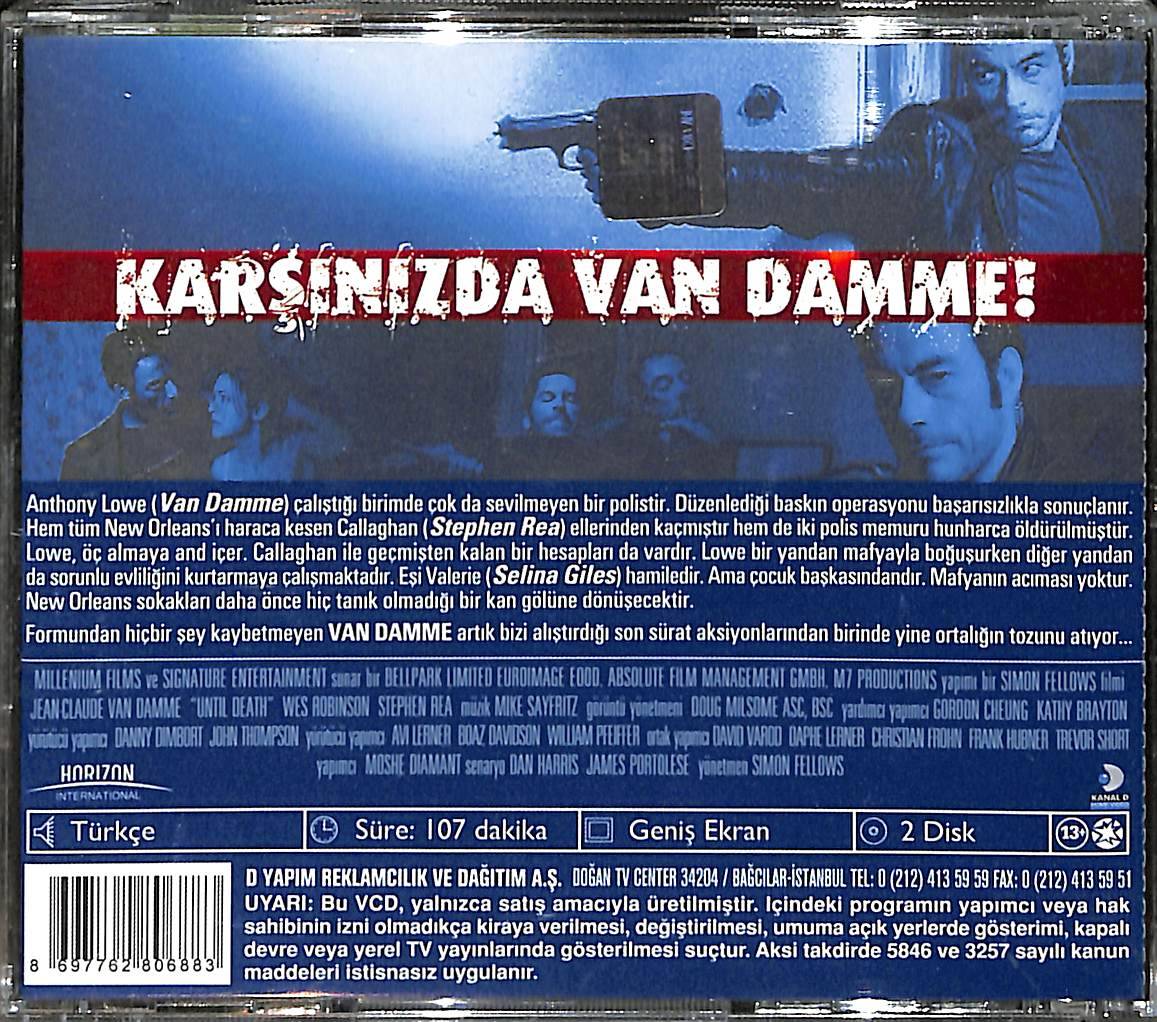 KARŞINIZDA VAN DAMME!
Anthony Lowe (Van Damme) çalıştığı birimde çok da sevilmeyen bir polistir. Düzenlediği baskın operasyonu başarısızlıkla sonuçlanır.
Hem tüm New Orleans'ı haraca kesen Callaghan (Stephen Rea) ellerinden kaçmıştır hem de iki polis memuru hunharca öldürülmüştür.
Lowe, öç almaya and içer. Callaghan ile geçmişten kalan bir hesapları da vardır. Lowe bir yandan mafyayla boğuşurken diğer yandan
da sorunlu evliliğini kurtarmaya çalışmaktadır. Eşi Valerie (Selina Giles) hamiledir. Ama çocuk başkasındandır. Mafyanın acıması yoktur.
New Orleans sokakları daha önce hiç tanık olmadığı bir kan gölüne dönüşecektir.
Formundan hiçbir şey kaybetmeyen VAN DAMME artık bizi alıştırdığı son sürat aksiyonlarından birinde yine ortalığın tozunu atıyor...
MILLENIUM FILMS ve SIGNATURE ENTERTAINMENT sunar bir BELLPARK LIMITED EUROIMAGE EOOD, ABSOLUTE FILM MANAGEMENT GMBH, M7 PRODUCTIONS yapımı bir SIMON FELLOWS filmi
JEAN CLAUDE VAN DAMME "UNTIL DEATH" WES ROBINSON STEPHEN REA müzik MIKE SAYFRITZ görüntü yönetmeni DOUG MILSOME ASC, BSC yardımcı yapımcı GORDON CHEUNG KATHY BRAYTON
yürütücü yapımcı DANNY DIMBORT JOHN THOMPSON yürütücü yapımcı AVI LERNER BOAZ DAVIDSON WILLIAM PFEIFFER ortak yapımcı DAVID VAROD DAPHE LERNER CHRISTIAN FROHN FRANK HUBNER TREVOR SHORT
yapımcı MOSHE DIAMANT senaryo DAN HARRIS JAMES PORTOLESE yönetmen SIMON FELLOWS
HORIZON
INTERNATIONAL
KANAL D
HOME VIDEO
Türkçe
Süre: 107 dakika
Geniş Ekran
2 Disk
13+
D YAPIM REKLAMCILIK VE DAĞITIM A.Ş. DOĞAN TV CENTER 34204 / BAĞCILAR-İSTANBUL TEL: 0 (212) 413 59 59 FAX: 0 (212) 413 59 51
UYARI: Bu VCD, yalnızca satış amacıyla üretilmiştir. Içindeki programın yapımcı veya hak
sahibinin izni olmadıkça kiraya verilmesi, değiştirilmesi, umuma açık yerlerde gösterimi, kapalı
devre veya yerel TV yayınlarında gösterilmesi suçtur. Aksi takdirde 5846 ve 3257 sayılı kanun
maddeleri istisnasız uygulanır.
8 697762 806883